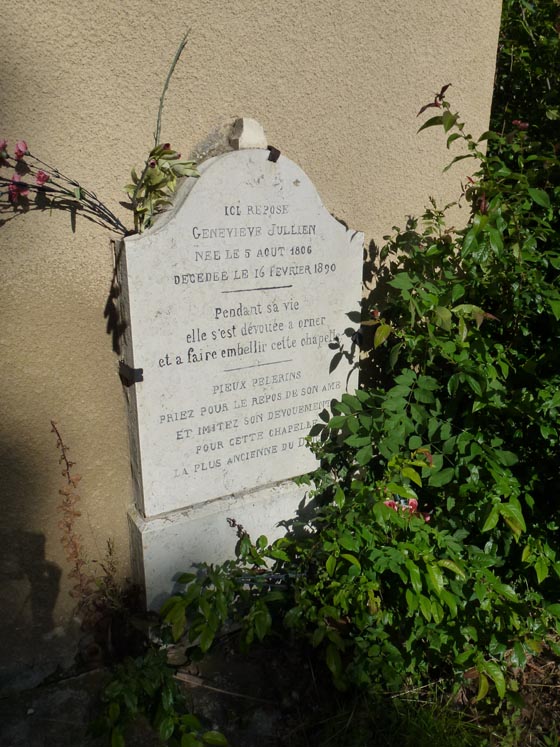 ICI REPOSE
GENEVIEVE JULLIEN
NEE LE 5 AOUT 1806
DECEDEE LE 16 FEVRIER 1890
Pendant sa vie
elle s'est dévouée a orner
et a faire embellir cette chapelle
PIEUX PELERINS
PRIEZ POUR LE REPOS DE SON AME
ET IMITEZ SON DEVOUEMENT
POUR CETTE CHAPELLE
LA PLUS ANCIENNE DU